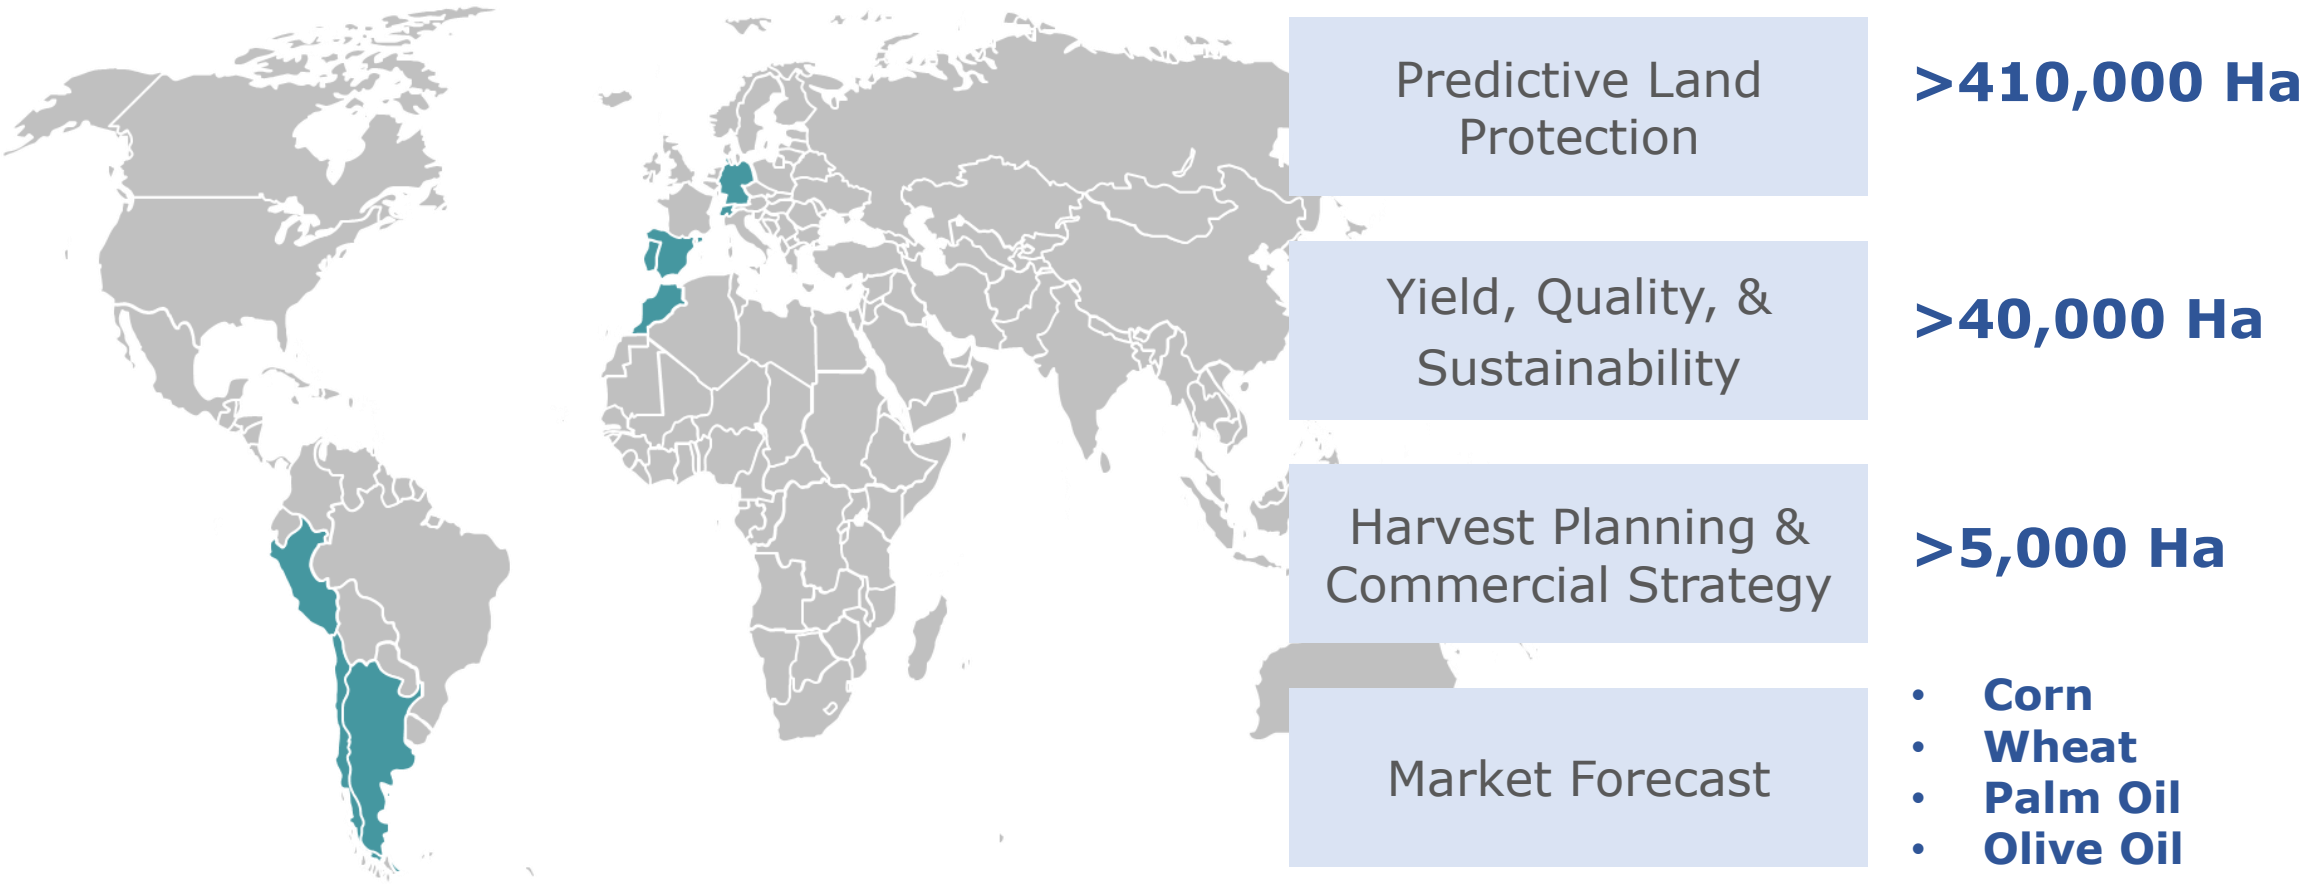 Predictive Land
Protection
>410,000 Ha
Yield, Quality, &
Sustainability
>40,000 Ha
Harvest Planning &
Commercial Strategy
>5,000 Ha
Market Forecast
• Corn
• Wheat
• Palm Oil
• Olive Oil